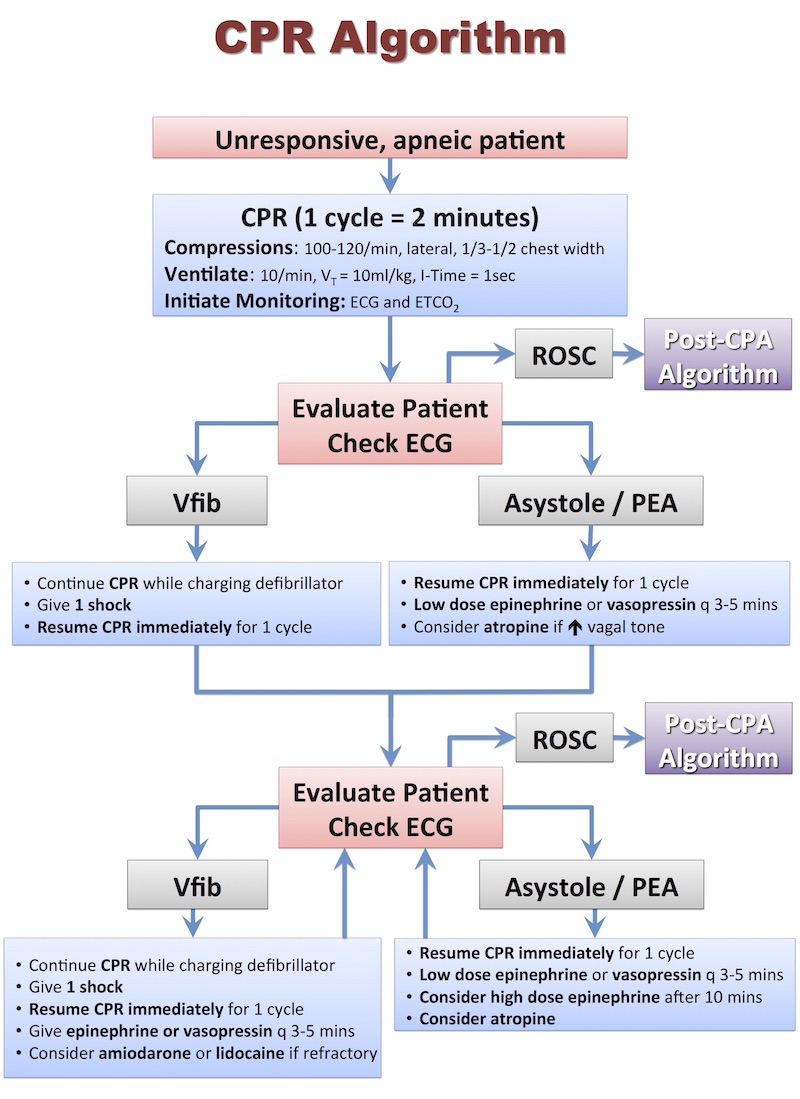 CPR Algorithm
Unresponsive, apneic patient
CPR (1 cycle = 2 minutes)
Compressions: 100-120/min, lateral, 1/3-1/2 chest width
Ventilate: 10/min, VT = 10ml/kg, I-Time = 1sec
Initiate Monitoring: ECG and ETCO2
ROSC
Post-CPA
Algorithm
Evaluate Patient
Check ECG
Vfib
Asystole / PEA
• Continue CPR while charging defibrillator
• Give 1 shock
• Resume CPR immediately for 1 cycle
• Resume CPR immediately for 1 cycle
• Low dose epinephrine or vasopressin q 3-5 mins
• Consider atropine if ↑ vagal tone
ROSC
Post-CPA
Algorithm
Evaluate Patient
Check ECG
Vfib
Asystole / PEA
• Continue CPR while charging defibrillator
• Give 1 shock
• Resume CPR immediately for 1 cycle
• Give epinephrine or vasopressin q 3-5 mins
• Consider amiodarone or lidocaine if refractory
• Resume CPR immediately for 1 cycle
• Low dose epinephrine or vasopressin q 3-5 mins
• Consider high dose epinephrine after 10 mins
• Consider atropine